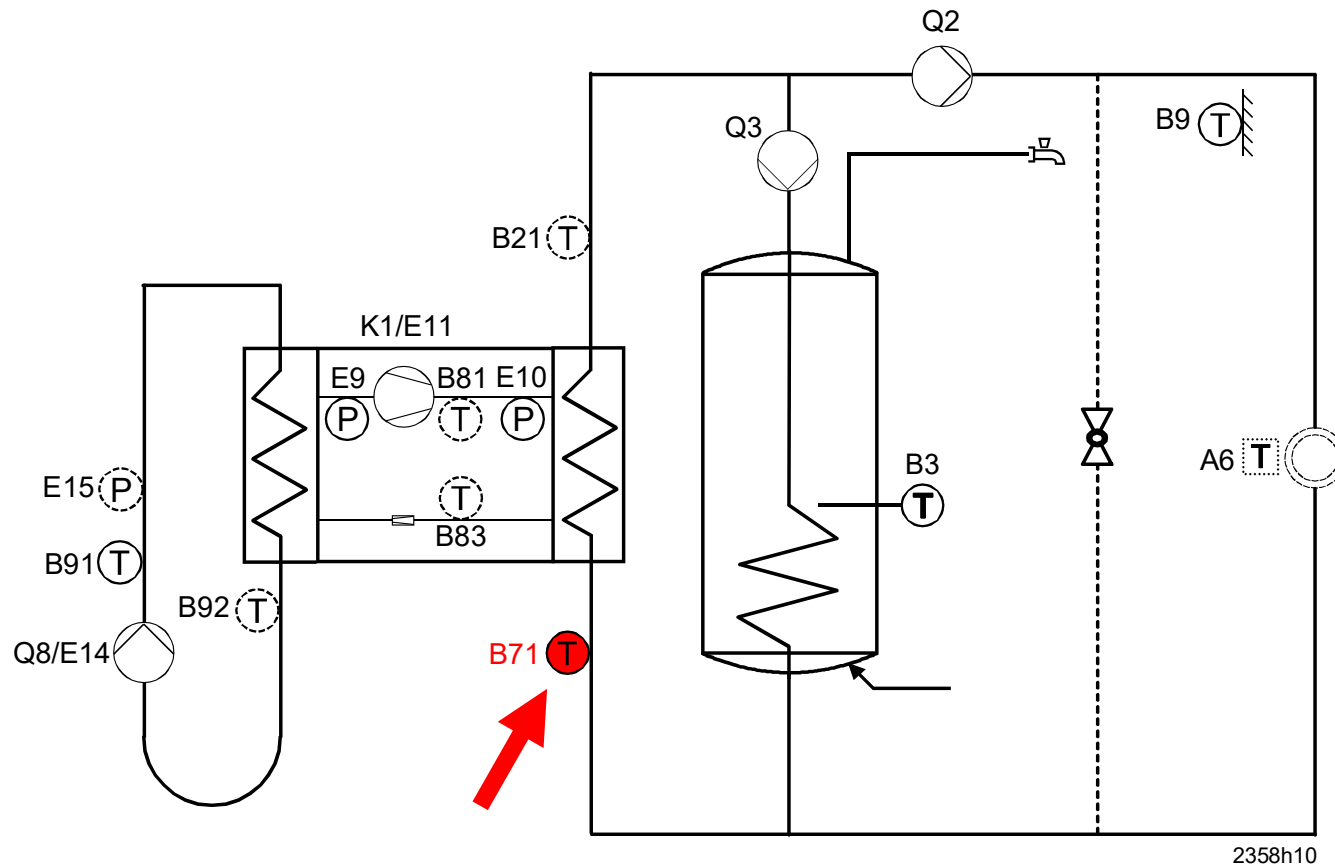 Q2
Q3
B9 T
B21 T
K1/E11
E9 B81 E10
P T P
B3
A6 T
T
E15 P
T
B83
B91 T
B92 T
Q8/E14
B71 T
2358h10